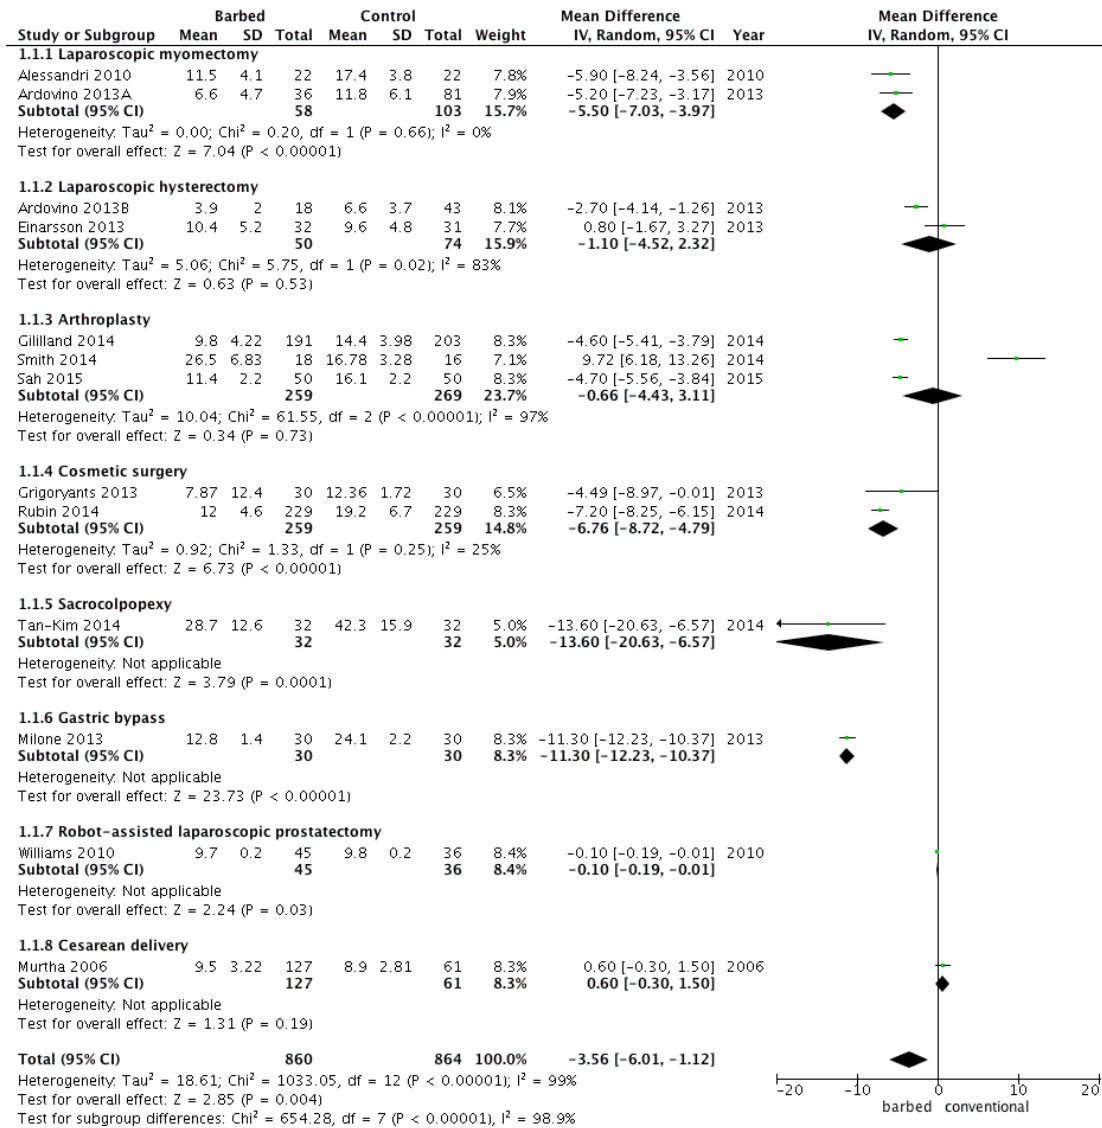 Barbed Control Mean Difference Mean Difference
Study or Subgroup Mean SD Total Mean SD Total Weight IV, Random, 95% CI Year IV, Random, 95% CI
1.1.1 Laparoscopic myomectomy
Alessandri 2010 11.5 4.1 22 17.4 3.8 22 7.8% -5.90 [-8.24, -3.56] 2010
Ardovino 2013A 6.6 4.7 36 11.8 6.1 81 7.9% -5.20 [-7.23, -3.17] 2013
Subtotal (95% CI) 58 103 15.7% -5.50 [-7.03, -3.97]
Heterogeneity: Tau² = 0.00; Chi² = 0.20, df = 1 (P = 0.66); I² = 0%
Test for overall effect: Z = 7.04 (P < 0.00001)
1.1.2 Laparoscopic hysterectomy
Ardovino 2013B 3.9 2 18 6.6 3.7 43 8.1% -2.70 [-4.14, -1.26] 2013
Einarsson 2013 10.4 5.2 32 9.6 4.8 31 7.7% 0.80 [-1.67, 3.27] 2013
Subtotal (95% CI) 50 74 15.9% -1.10 [-4.52, 2.32]
Heterogeneity: Tau² = 5.06; Chi² = 5.75, df = 1 (P = 0.02); I² = 83%
Test for overall effect: Z = 0.63 (P = 0.53)
1.1.3 Arthroplasty
Gililland 2014 9.8 4.22 191 14.4 3.98 203 8.3% -4.60 [-5.41, -3.79] 2014
Smith 2014 26.5 6.83 18 16.78 3.28 16 7.1% 9.72 [6.18, 13.26] 2014
Sah 2015 11.4 2.2 50 16.1 2.2 50 8.3% -4.70 [-5.56, -3.84] 2015
Subtotal (95% CI) 259 269 23.7% -0.66 [-4.43, 3.11]
Heterogeneity: Tau² = 10.04; Chi² = 61.55, df = 2 (P < 0.00001); I² = 97%
Test for overall effect: Z = 0.34 (P = 0.73)
1.1.4 Cosmetic surgery
Grigoryants 2013 7.87 12.4 30 12.36 1.72 30 6.5% -4.49 [-8.97, -0.01] 2013
Rubin 2014 12 4.6 229 19.2 6.7 229 8.3% -7.20 [-8.25, -6.15] 2014
Subtotal (95% CI) 259 259 14.8% -6.76 [-8.72, -4.79]
Heterogeneity: Tau² = 0.92; Chi² = 1.33, df = 1 (P = 0.25); I² = 25%
Test for overall effect: Z = 6.73 (P < 0.00001)
1.1.5 Sacrocolpopexy
Tan-Kim 2014 28.7 12.6 32 42.3 15.9 32 5.0% -13.60 [-20.63, -6.57] 2014
Subtotal (95% CI) 32 32 5.0% -13.60 [-20.63, -6.57]
Heterogeneity: Not applicable
Test for overall effect: Z = 3.79 (P = 0.0001)
1.1.6 Gastric bypass
Milone 2013 12.8 1.4 30 24.1 2.2 30 8.3% -11.30 [-12.23, -10.37] 2013
Subtotal (95% CI) 30 30 8.3% -11.30 [-12.23, -10.37]
Heterogeneity: Not applicable
Test for overall effect: Z = 23.73 (P < 0.00001)
1.1.7 Robot-assisted laparoscopic prostatectomy
Williams 2010 9.7 0.2 45 9.8 0.2 36 8.4% -0.10 [-0.19, -0.01] 2010
Subtotal (95% CI) 45 36 8.4% -0.10 [-0.19, -0.01]
Heterogeneity: Not applicable
Test for overall effect: Z = 2.24 (P = 0.03)
1.1.8 Cesarean delivery
Murtha 2006 9.5 3.22 127 8.9 2.81 61 8.3% 0.60 [-0.30, 1.50] 2006
Subtotal (95% CI) 127 61 8.3% 0.60 [-0.30, 1.50]
Heterogeneity: Not applicable
Test for overall effect: Z = 1.31 (P = 0.19)
Total (95% CI) 860 864 100.0% -3.56 [-6.01, -1.12]
Heterogeneity: Tau² = 18.61; Chi² = 1033.05, df = 12 (P < 0.00001); I² = 99%
Test for overall effect: Z = 2.85 (P = 0.004)
Test for subgroup differences: Chi² = 654.28, df = 7 (P < 0.00001), I² = 98.9%
-20 -10 0 10 20
barbed conventional